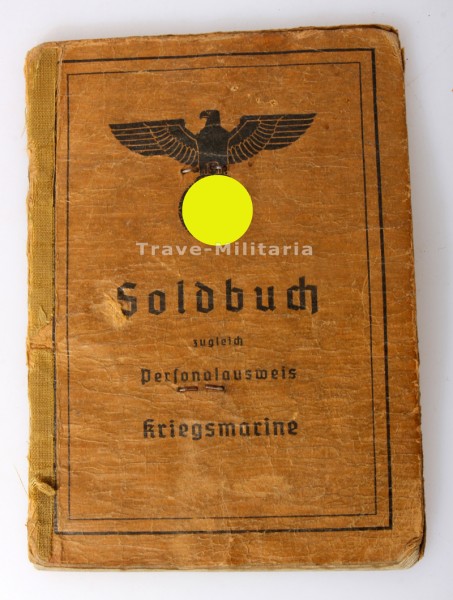 Trave-Militaria
Soldbuch
zugleich
Personalausweis
Kriegsmarine